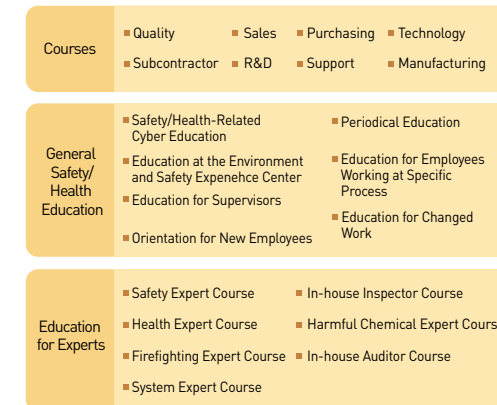 Courses
Quality
Sales
Purchasing
Technology
Subcontractor
R&D
Support
Manufacturing
General
Safety/
Health
Education
Safety/Health-Related
Cyber Education
Education at the Environment
and Safety Expenehce Center
Education for Supervisors
Orientation for New Employees
Periodical Education
Education for Employees
Working at Specific
Process
Education for Changed
Work
Education
for Experts
Safety Expert Course
In-house Inspector Course
Health Expert Course
Harmful Chemical Expert Cours
Firefighting Expert Course
In-house Auditor Course
System Expert Course